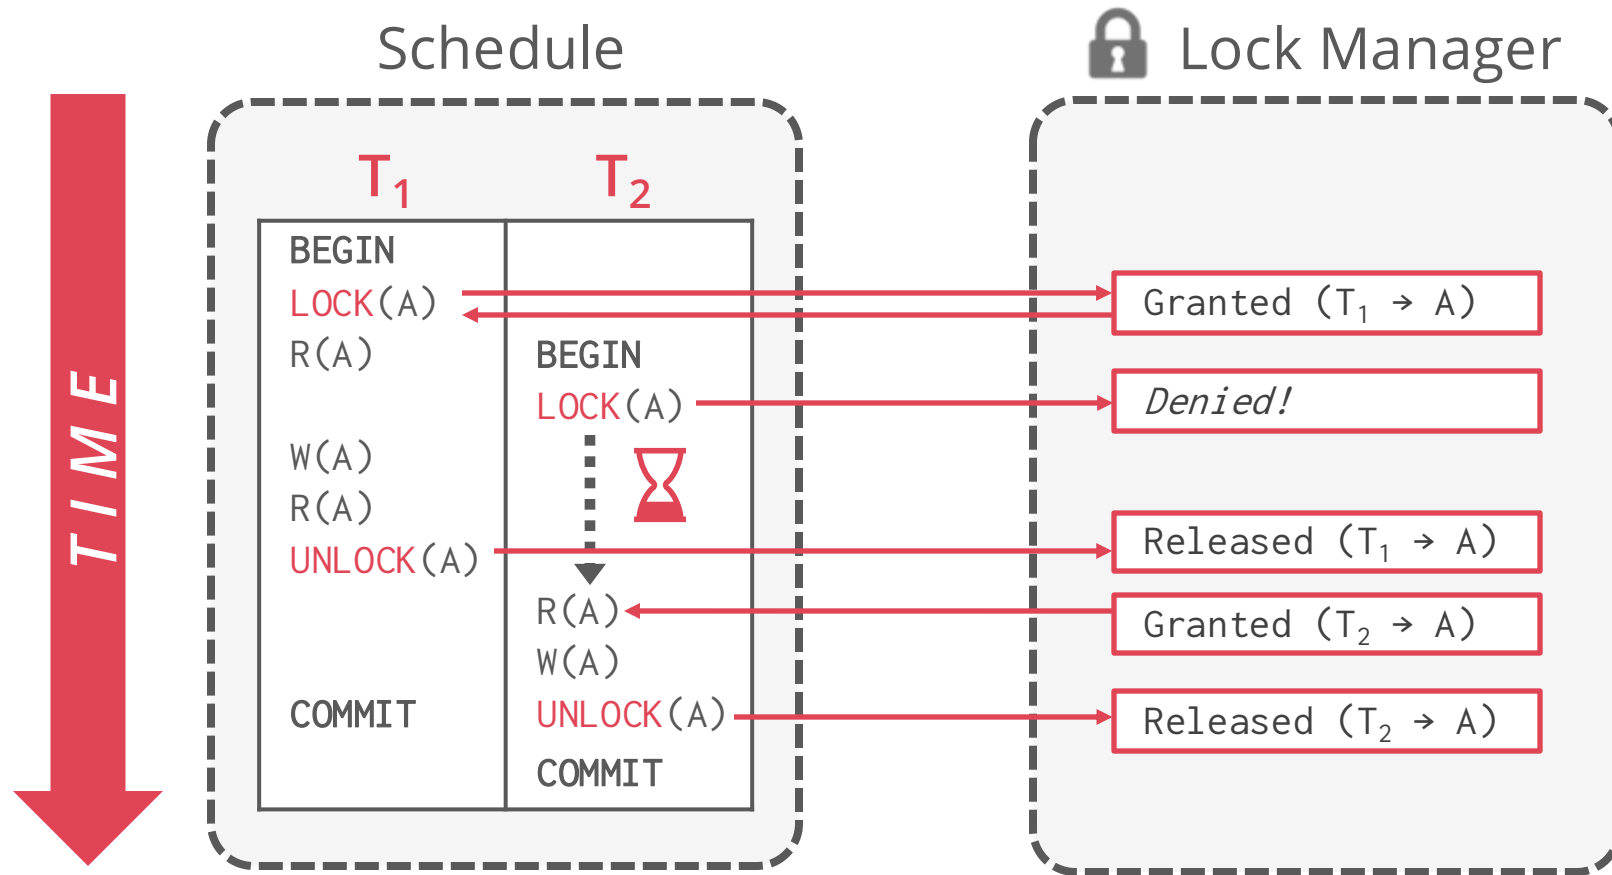 Schedule
Lock Manager
TIME
T₁
T₂
BEGIN
LOCK(A)
Granted (T₁ → A)
R(A)
BEGIN
LOCK(A)
Denied!
W(A)
R(A)
UNLOCK(A)
Released (T₁ → A)
R(A)
Granted (T₂ → A)
W(A)
COMMIT
UNLOCK(A)
Released (T₂ → A)
COMMIT